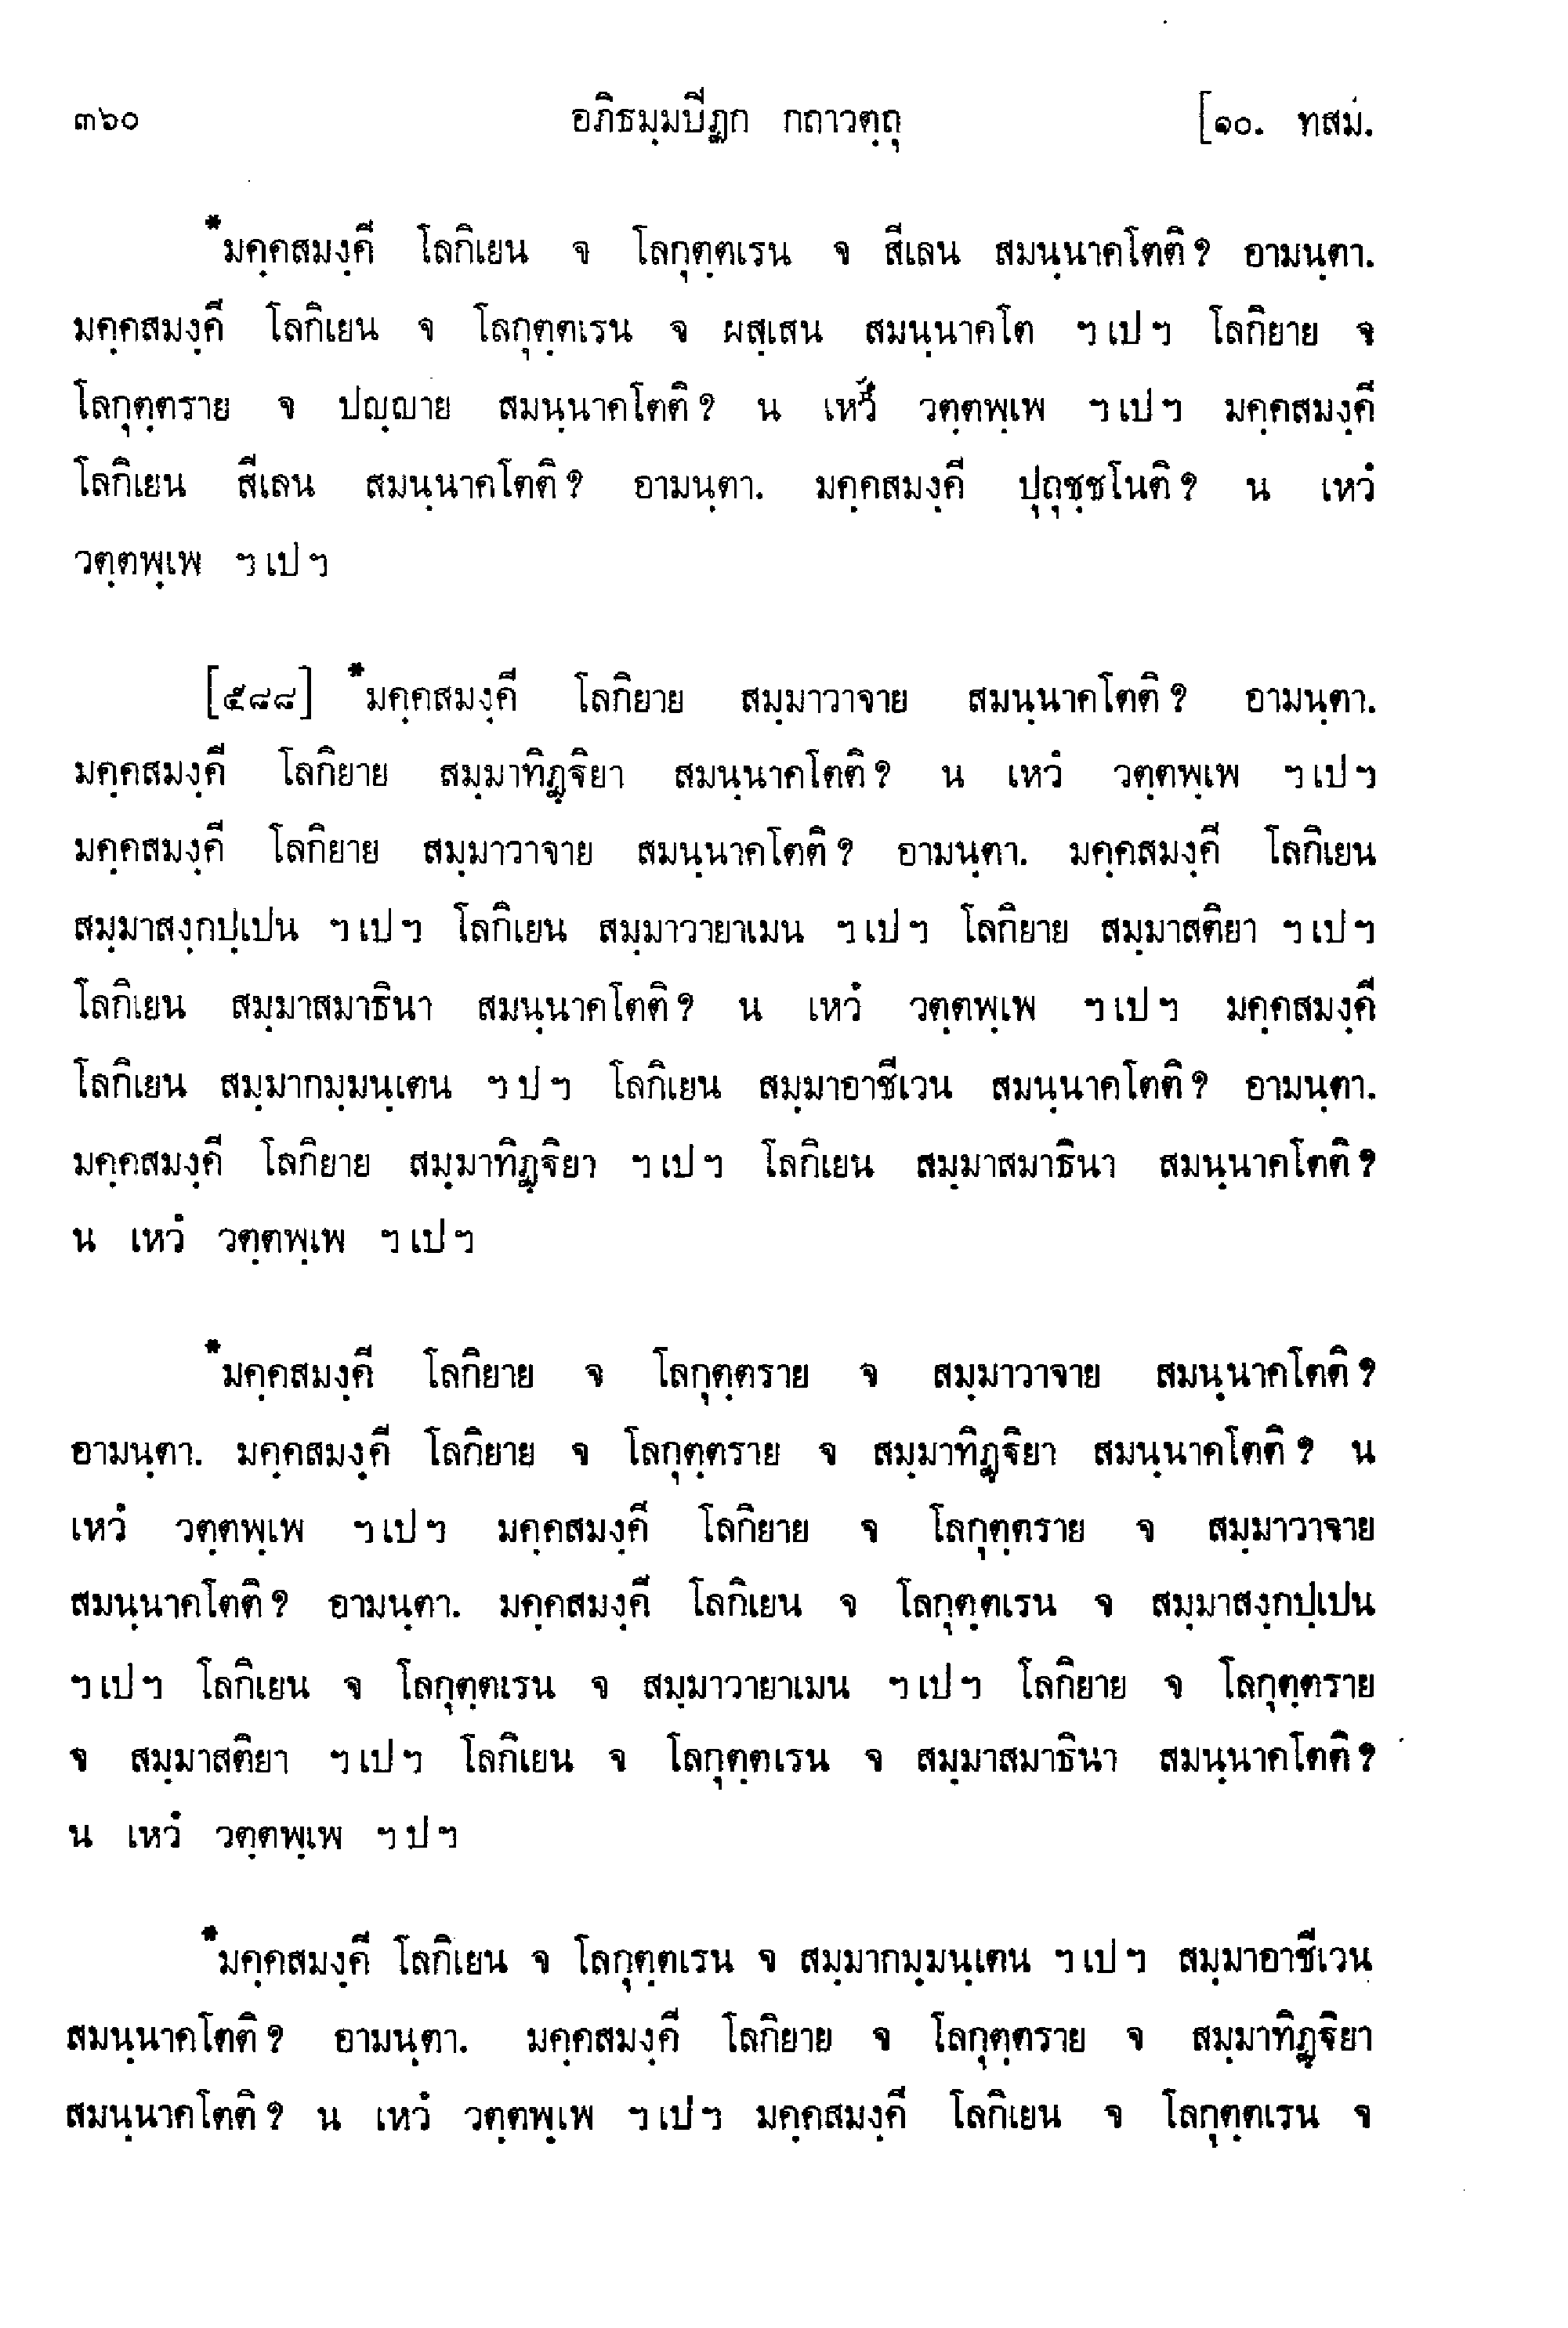 ๓๖๐ อภิธมฺมปีฏก กถาวตฺถุ [๑๐. ทสมํ.
*มคฺคสมงฺคี โลกิเยน จ โลกุตฺตเรน จ สีเลน สมนฺนาคโตติ? อามนฺตา.
มคฺคสมงฺคี โลกิเยน จ โลกุตฺตเรน จ ผสฺเสน สมนฺนาคโต ฯ เป ฯ โลกิยาย จ
โลกุตฺตราย จ ปญฺญาย สมนฺนาคโตติ? น เหวํ วตฺตพฺเพ ฯ เป ฯ มคฺคสมงฺคี
โลกิเยน สีเลน สมนฺนาคโตติ? อามนฺตา. มคฺคสมงฺคี ปุถุชฺชโนติ? น เหวํ
วตฺตพฺเพ ฯ เป ฯ
[๕๘๘] *มคฺคสมงฺคี โลกิยาย สมฺมาวาจาย สมนฺนาคโตติ? อามนฺตา.
มคฺคสมงฺคี โลกิยาย สมฺมาทิฏฺฐิยา สมนฺนาคโตติ? น เหวํ วตฺตพฺเพ ฯ เป ฯ
มคฺคสมงฺคี โลกิยาย สมฺมาวาจาย สมนฺนาคโตติ? อามนฺตา. มคฺคสมงฺคี โลกิเยน
สมฺมาสงฺกปฺเปน ฯ เป ฯ โลกิเยน สมฺมาวายาเมน ฯ เป ฯ โลกิยาย สมฺมาสติยา ฯ เป ฯ
โลกิเยน สมฺมาสมาธินา สมนฺนาคโตติ? น เหวํ วตฺตพฺเพ ฯ เป ฯ มคฺคสมงฺคี
โลกิเยน สมฺมากมฺมนฺเตน ฯ ป ฯ โลกิเยน สมฺมาอาชีเวน สมนฺนาคโตติ? อามนฺตา.
มคฺคสมงฺคี โลกิยาย สมฺมาทิฏฺฐิยา ฯ เป ฯ โลกิเยน สมฺมาสมาธินา สมนฺนาคโตติ?
น เหวํ วตฺตพฺเพ ฯ เป ฯ
*มคฺคสมงฺคี โลกิยาย จ โลกุตฺตราย จ สมฺมาวาจาย สมนฺนาคโตติ?
อามนฺตา. มคฺคสมงฺคี โลกิยาย จ โลกุตฺตราย จ สมฺมาทิฏฺฐิยา สมนฺนาคโตติ? น
เหวํ วตฺตพฺเพ ฯ เป ฯ มคฺคสมงฺคี โลกิยาย จ โลกุตฺตราย จ สมฺมาวาจาย
สมนฺนาคโตติ? อามนฺตา. มคฺคสมงฺคี โลกิเยน จ โลกุตฺตเรน จ สมฺมาสงฺกปฺเปน
ฯ เป ฯ โลกิเยน จ โลกุตฺตเรน จ สมฺมาวายาเมน ฯ เป ฯ โลกิยาย จ โลกุตฺตราย
จ สมฺมาสติยา ฯ เป ฯ โลกิเยน จ โลกุตฺตเรน จ สมฺมาสมาธินา สมนฺนาคโตติ?
น เหวํ วตฺตพฺเพ ฯ ป ฯ
*มคฺคสมงฺคี โลกิเยน จ โลกุตฺตเรน จ สมฺมากมฺมนฺเตน ฯ เป ฯ สมฺมาอาชีเวน
สมนฺนาคโตติ? อามนฺตา. มคฺคสมงฺคี โลกิยาย จ โลกุตฺตราย จ สมฺมาทิฏฺฐิยา
สมนฺนาคโตติ? น เหวํ วตฺตพฺเพ ฯ เป ฯ มคฺคสมงฺคี โลกิเยน จ โลกุตฺตเรน จ